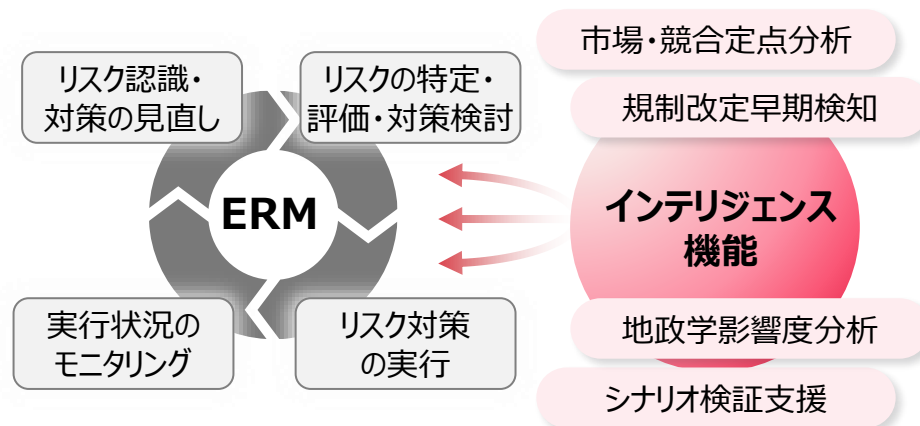 市場・競合定点分析
規制改定早期検知
リスク認識・
対策の見直し
リスクの特定・
評価・対策検討
ERM
インテリジェンス
機能
実行状況の
モニタリング
リスク対策
の実行
地政学影響度分析
シナリオ検証支援